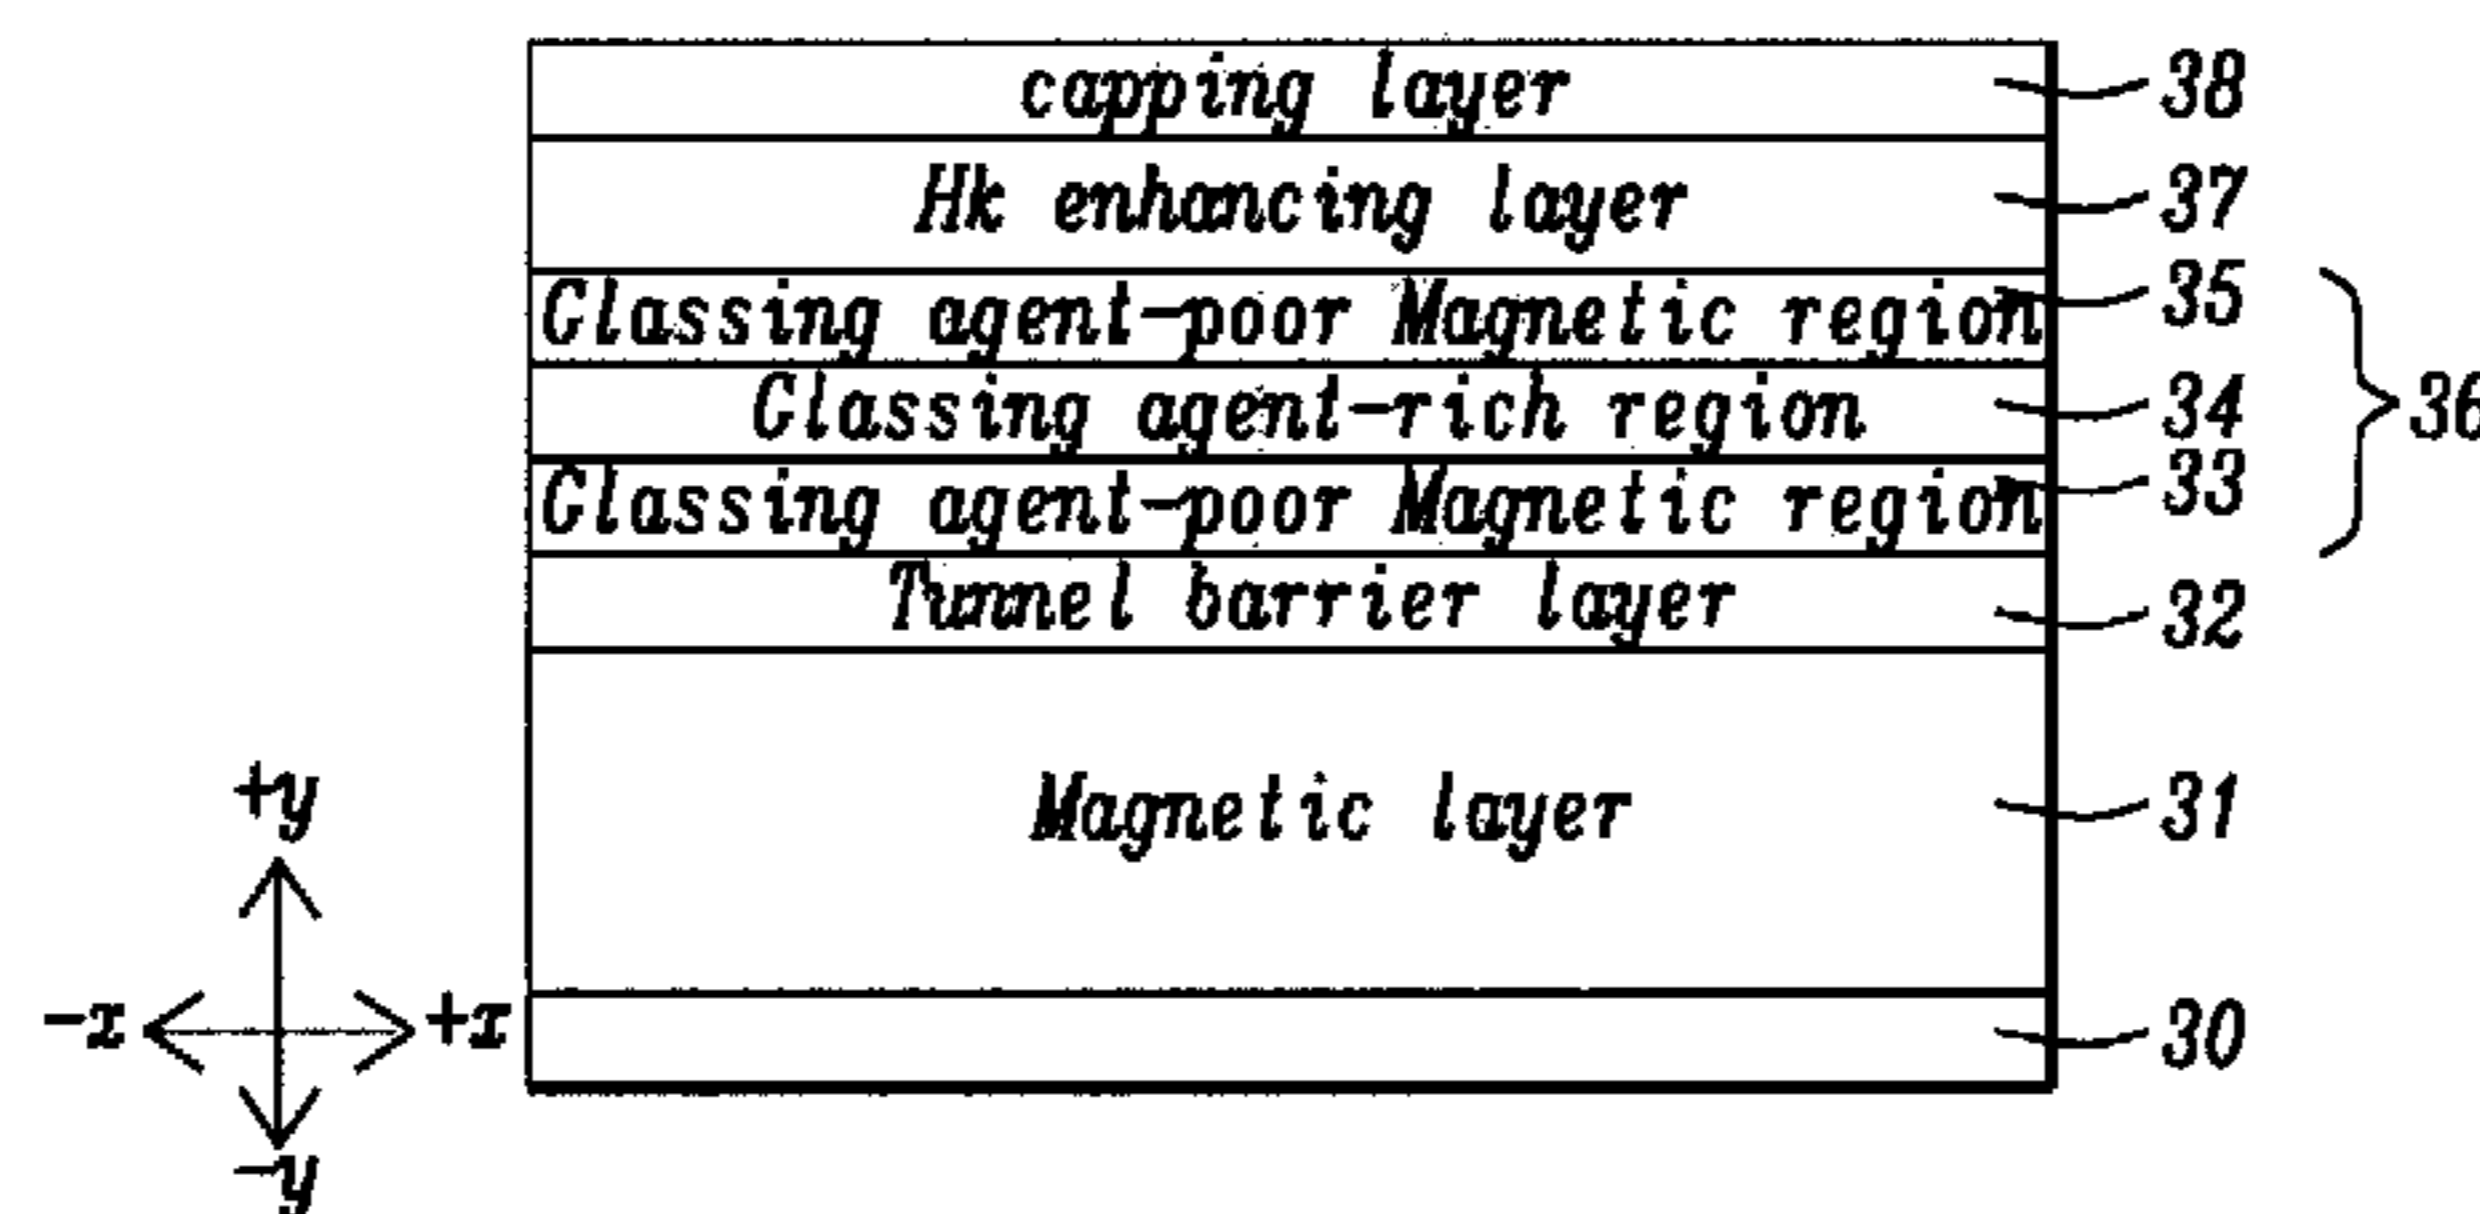 capping layer 38
Hk enhancing layer 37
Glassing agent-poor Magnetic region 35
Glassing agent-rich region 34
36
Glassing agent-poor Magnetic region 33
Tunnel barrier layer 32
Magnetic layer 31
+y
-x +x
30
-y